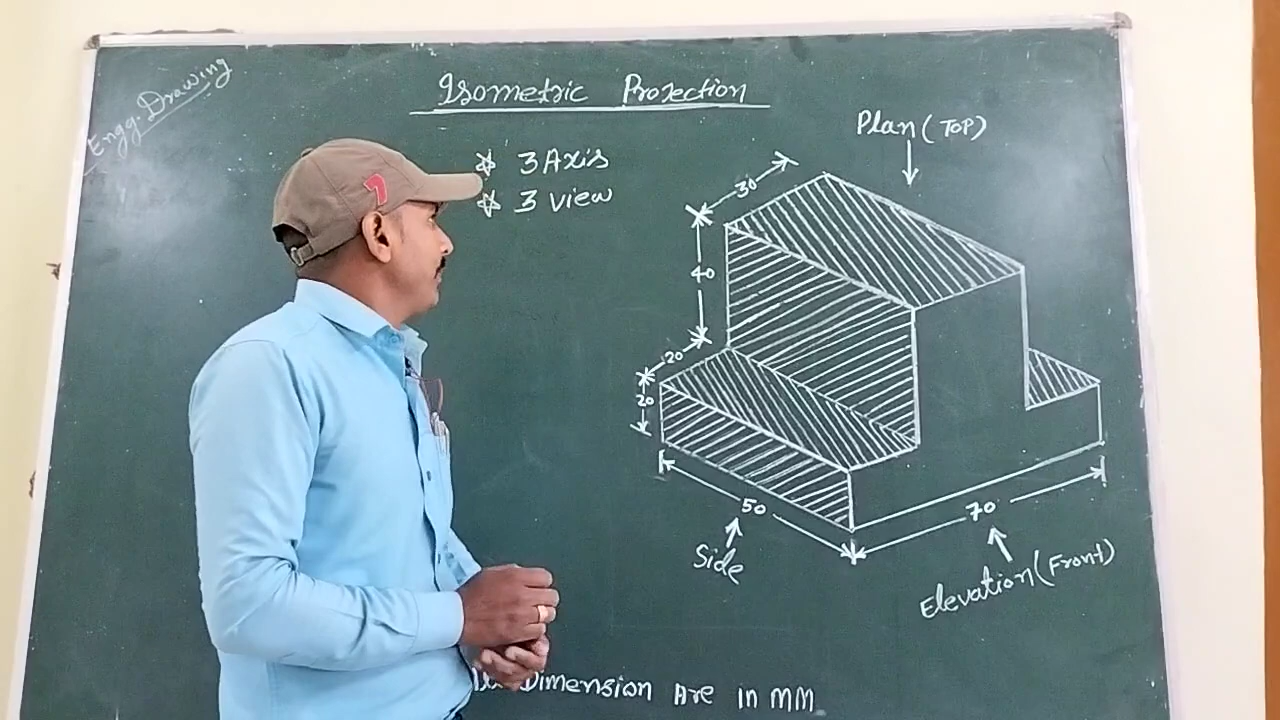 Engg. Drawing
Isometric Projection
3 Axis
3 view
Plan (TOP)
30
40
20
20
50
70
Side
Elevation (Front)
Dimension Are in MM
7